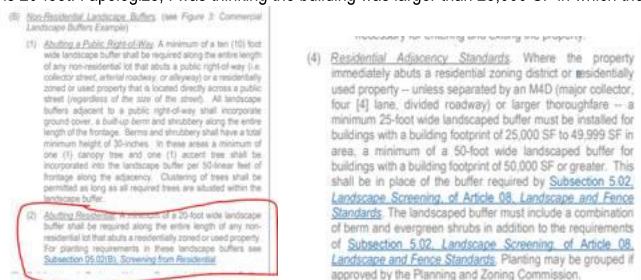 is 20 feet. I apologize, I was thinking the building was larger than 25,000 SF in which the
(B) Non-Residential Landscape Buffers. (see Figure 3: Commercial
Landscape Buffers Example)
(1) Abutting a Public Right-of-Way. A minimum of a ten (10) foot
wide landscape buffer shall be required along the entire length
of any non-residential lot that abuts a public right-of-way (i.e.
collector street, arterial roadway, or alleyway) or a residentially
zoned or used property that is located directly across a public
street (regardless of the size of the street). All landscape
buffers adjacent to a public right-of-way shall incorporate
ground cover, a built-up berm and shrubbery along the entire
length of the frontage. Berms and shrubbery shall have a total
minimum height of 30-inches. In these areas a minimum of
one (1) canopy tree and one (1) accent tree shall be
incorporated into the landscape buffer per 50-linear feet of
frontage along the adjacency. Clustering of trees shall be
permitted as long as all required trees are situated within the
landscape buffer.
(2) Abutting Residential. A minimum of a 20-foot wide landscape
buffer shall be required along the entire length of any non-
residential lot that abuts a residentially zoned or used property.
For planting requirements in these landscape buffers see
Subsection 05.02(B), Screening from Residential.
necessary for entering and exiting the property.
(4) Residential Adjacency Standards. Where the property
immediately abuts a residential zoning district or residentially
used property -- unless separated by an M4D (major collector,
four [4] lane, divided roadway) or larger thoroughfare -- a
minimum 25-foot wide landscaped buffer must be installed for
buildings with a building footprint of 25,000 SF to 49,999 SF in
area, a minimum of a 50-foot wide landscaped buffer for
buildings with a building footprint of 50,000 SF or greater. This
shall be in place of the buffer required by Subsection 5.02,
Landscape Screening, of Article 08, Landscape and Fence
Standards. The landscaped buffer must include a combination
of berm and evergreen shrubs in addition to the requirements
of Subsection 5.02, Landscape Screening, of Article 08,
Landscape and Fence Standards. Planting may be grouped if
approved by the Planning and Zoning Commission.